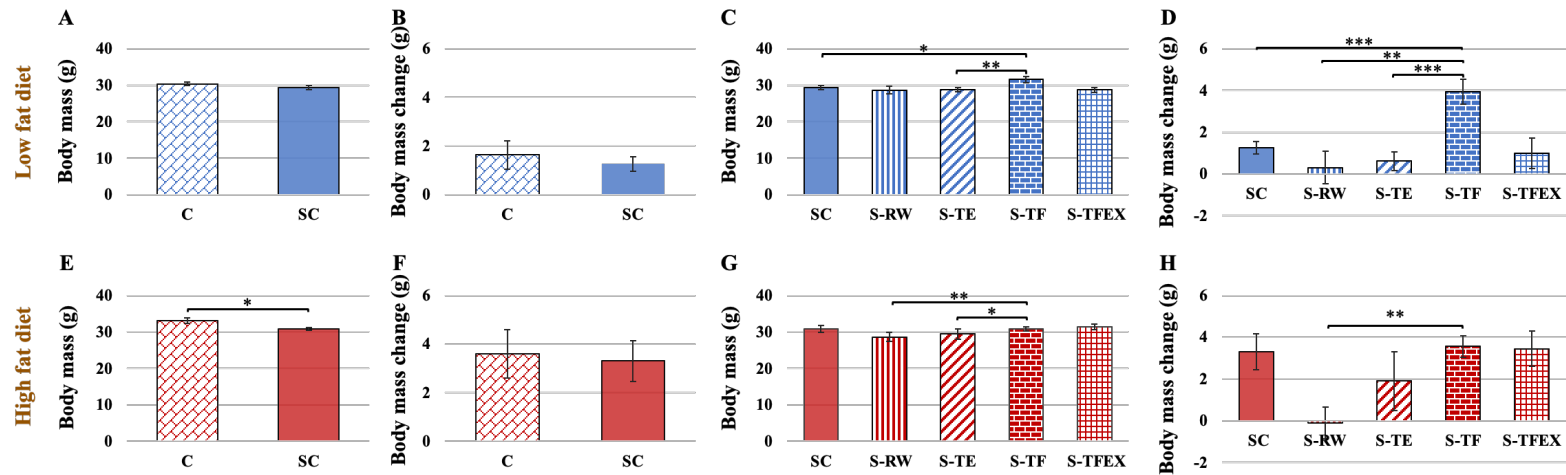 A
B
C
D
Low fat diet
Body mass (g)
40
30
20
10
0
C
SC
Body mass change (g)
6
4
2
0
C
SC
Body mass (g)
40
30
20
10
0
*
**
SC
S-RW
S-TE
S-TF
S-TFEX
Body mass change (g)
6
4
2
0
-2
***
**
***
SC
S-RW
S-TE
S-TF
S-TFEX
E
F
G
H
High fat diet
Body mass (g)
40
30
20
10
0
*
C
SC
Body mass change (g)
6
4
2
0
C
SC
Body mass (g)
40
30
20
10
0
**
*
SC
S-RW
S-TE
S-TF
S-TFEX
Body mass change (g)
6
4
2
0
-2
**
SC
S-RW
S-TE
S-TF
S-TFEX